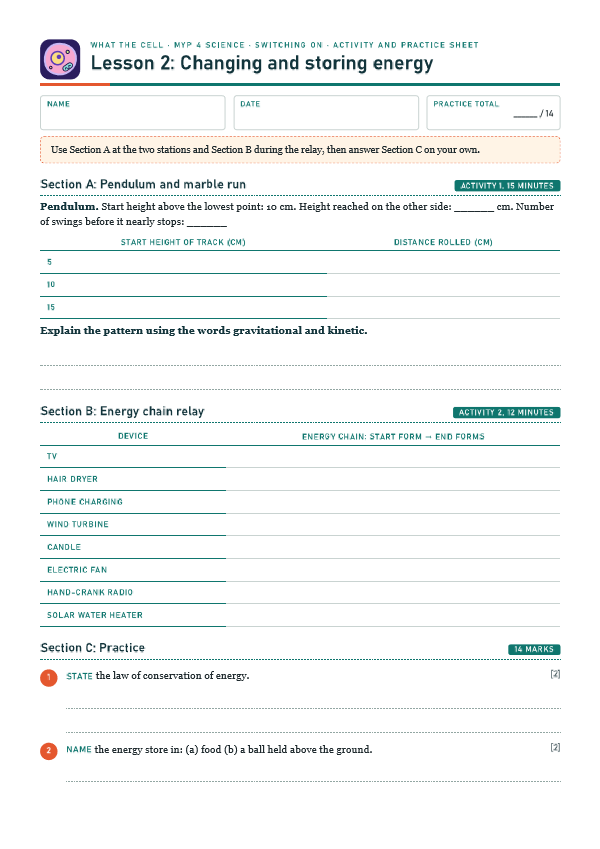 WHAT THE CELL · MYP 4 SCIENCE · SWITCHING ON · ACTIVITY AND PRACTICE SHEET
Lesson 2: Changing and storing energy
NAME
DATE
PRACTICE TOTAL
_____ / 14
Use Section A at the two stations and Section B during the relay, then answer Section C on your own.
Section A: Pendulum and marble run
ACTIVITY 1, 15 MINUTES
Pendulum. Start height above the lowest point: 10 cm. Height reached on the other side: ________ cm. Number
of swings before it nearly stops: ________
START HEIGHT OF TRACK (CM) DISTANCE ROLLED (CM)
5
10
15
Explain the pattern using the words gravitational and kinetic.
Section B: Energy chain relay
ACTIVITY 2, 12 MINUTES
DEVICE ENERGY CHAIN: START FORM → END FORMS
TV
HAIR DRYER
PHONE CHARGING
WIND TURBINE
CANDLE
ELECTRIC FAN
HAND-CRANK RADIO
SOLAR WATER HEATER
Section C: Practice
14 MARKS
1 STATE the law of conservation of energy. [2]
2 NAME the energy store in: (a) food (b) a ball held above the ground. [2]